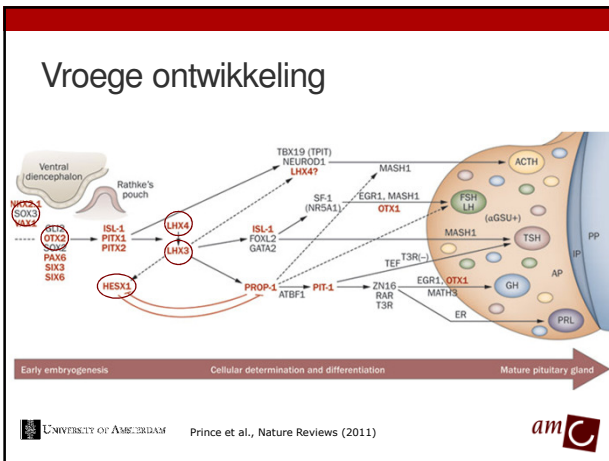 Vroege ontwikkeling
Ventral
diencephalon
Rathke's
pouch
NKX2.1
SOX3
VAX1
GLI2
OTX2
SOX2
PAX6
SIX3
SIX6
ISL-1
PITX1
PITX2
LHX4
LHX3
HESX1
TBX19 (TPIT)
NEUROD1
LHX4?
MASH1
SF-1
(NR5A1)
EGR1, MASH1
OTX1
ISL-1
FOXL2
GATA2
MASH1
PROP-1
ATBF1
PIT-1
TEF
T3R(-)
ZN16
RAR
T3R
EGR1, OTX1
MATH3
ER
ACTH
FSH
LH
(αGSU+)
TSH
GH
PRL
AP
IP
PP
Early embryogenesis
Cellular determination and differentiation
Mature pituitary gland
UNIVERSITY OF AMSTERDAM
Prince et al., Nature Reviews (2011)
amC